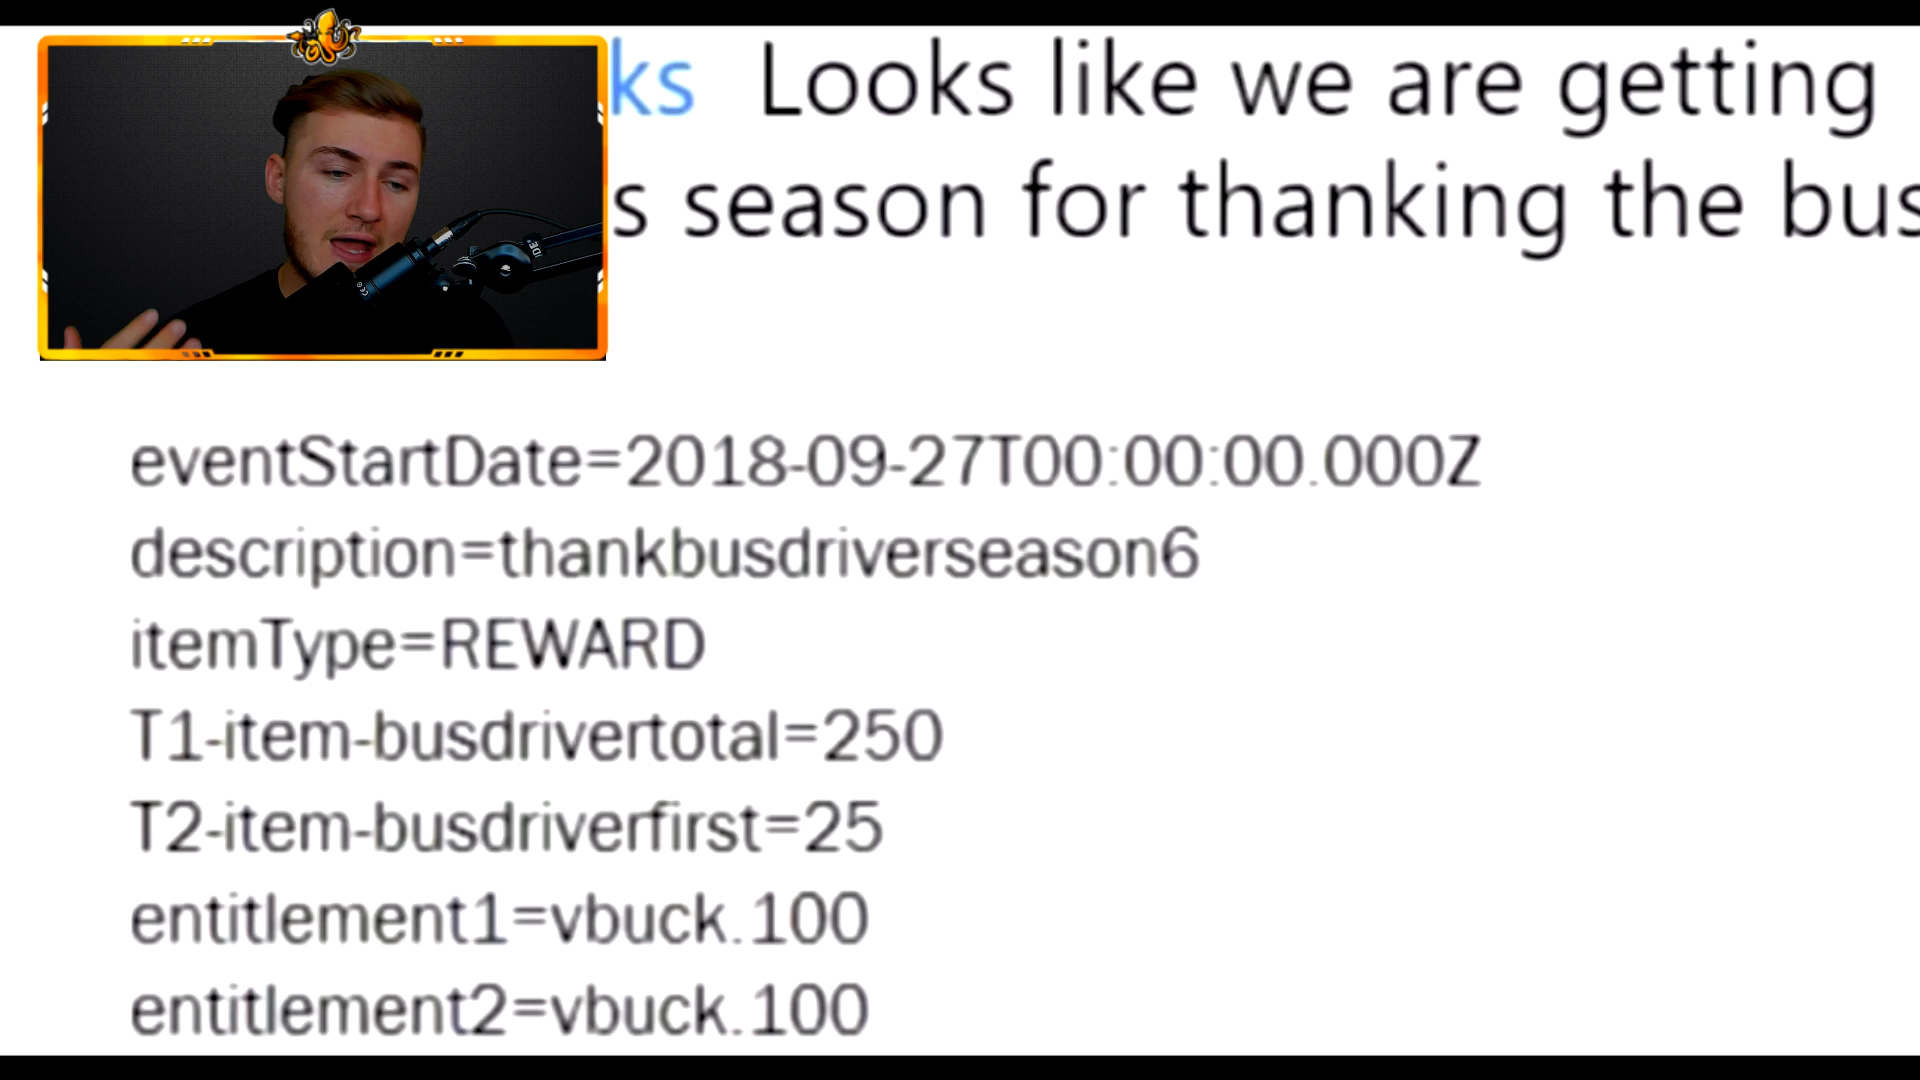 ks Looks like we are getting
s season for thanking the bus
eventStartDate=2018-09-27T00:00:00.000Z
description=thankbusdriverseason6
itemType=REWARD
T1-item-busdrivertotal=250
T2-item-busdriverfirst=25
entitlement1=vbuck.100
entitlement2=vbuck.100